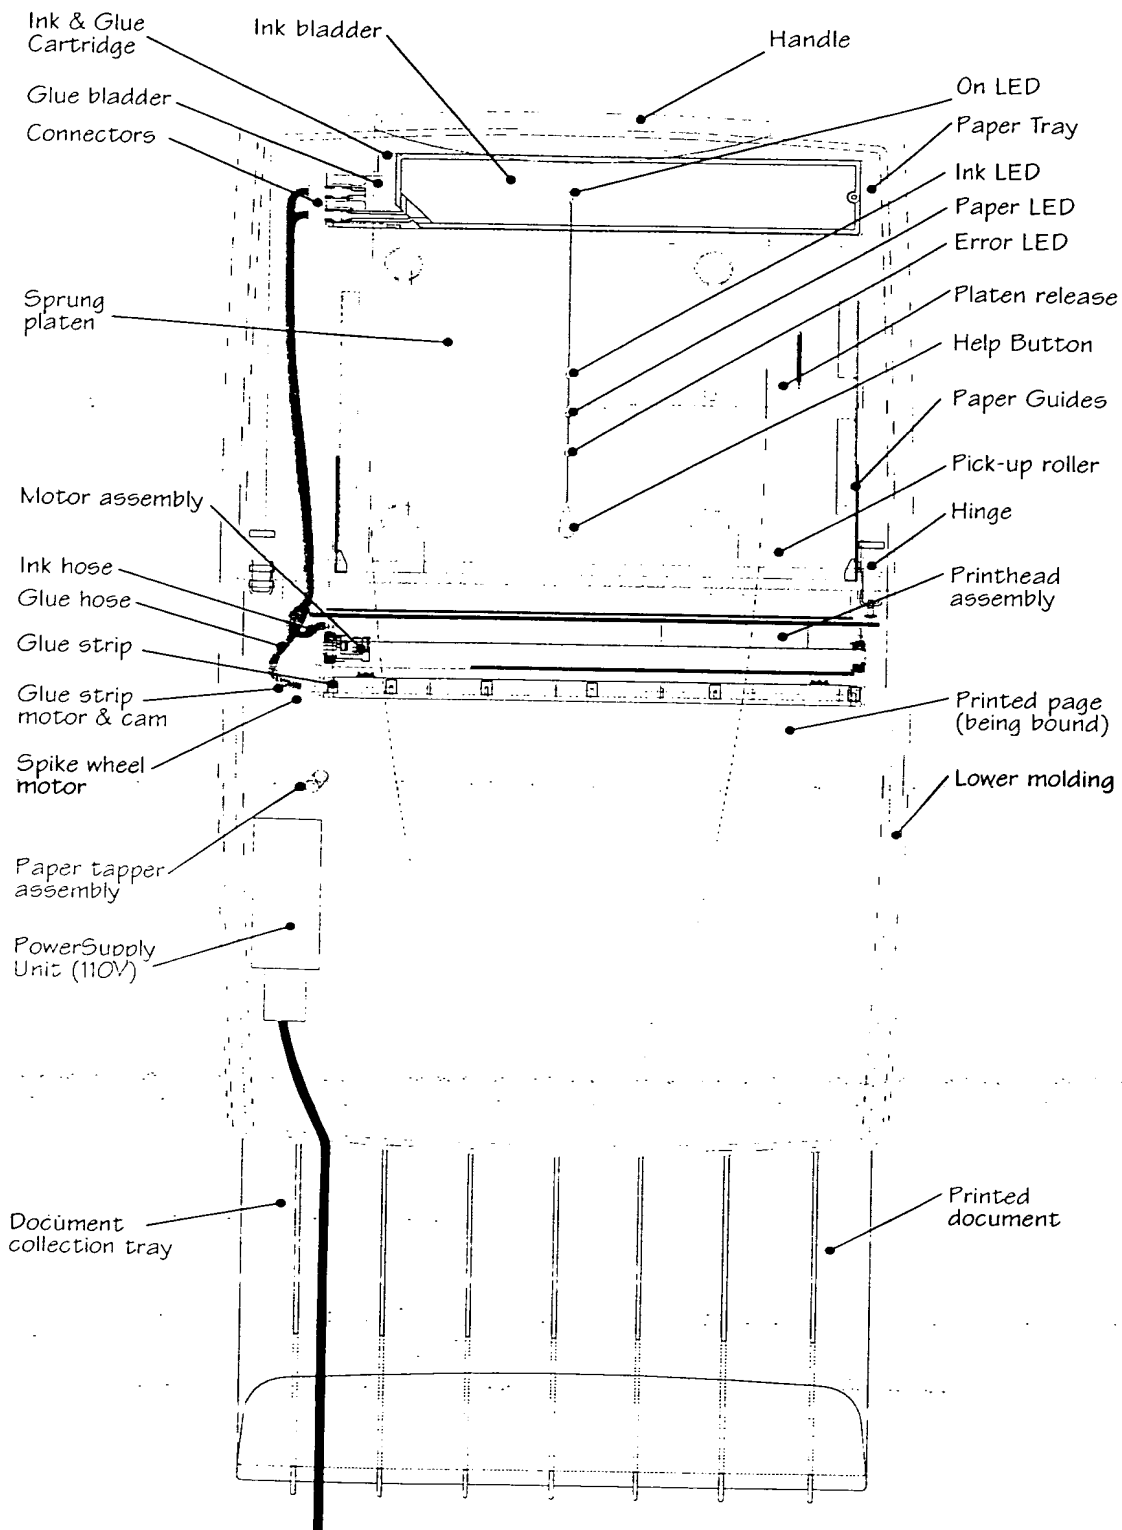 Ink & Glue
Cartridge
Ink bladder
Handle
Glue bladder
Connectors
On LED
Paper Tray
Ink LED
Paper LED
Error LED
Sprung
platen
Platen release
Help Button
Paper Guides
Motor assembly
Pick-up roller
Hinge
Ink hose
Glue hose
Printhead
assembly
Glue strip
Glue strip
motor & cam
Printed page
(being bound)
Spike wheel
motor
Lower molding
Paper tapper
assembly
PowerSupply
Unit (110V)
Document
collection tray
Printed
document